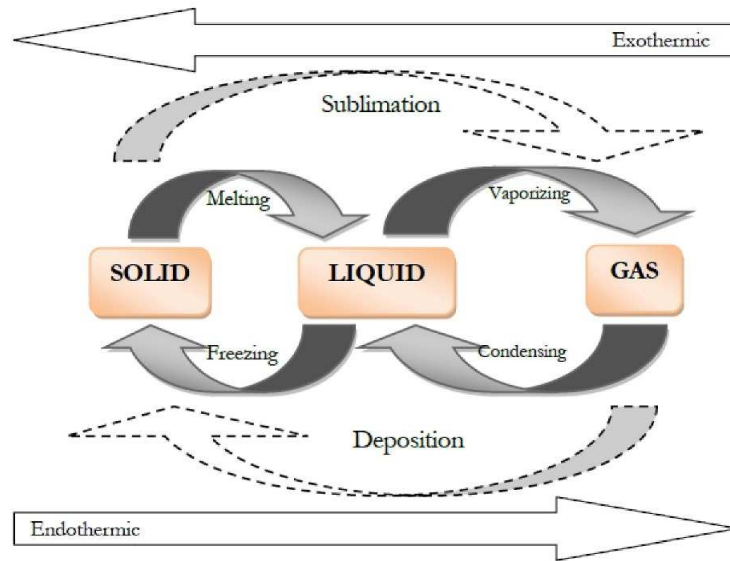 Exothermic
Sublimation
Melting
Vaporizing
SOLID
LIQUID
GAS
Freezing
Condensing
Deposition
Endothermic